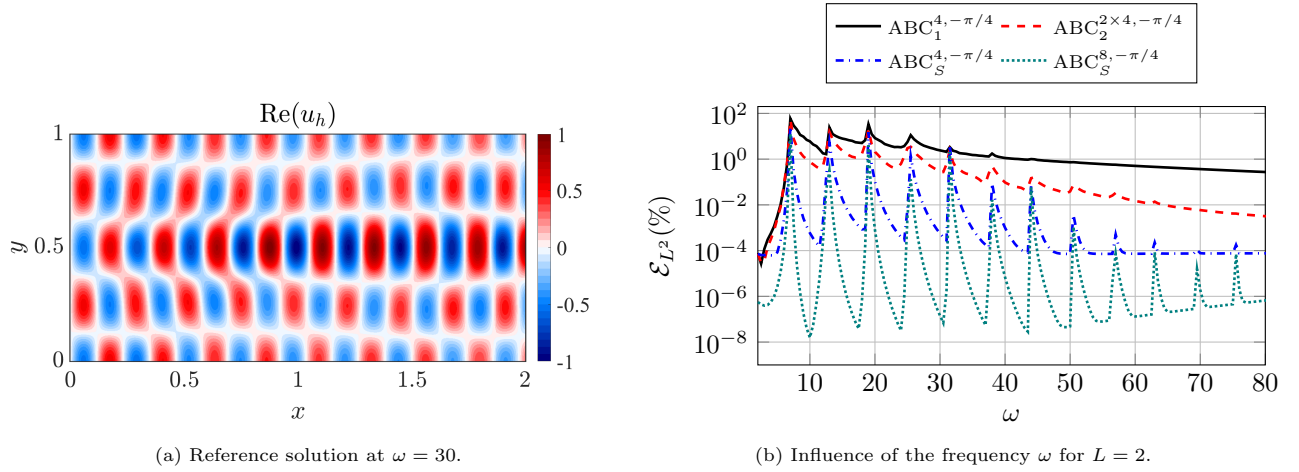 Re(u_h)
1
0.5
0
y
0 0.5 1 1.5 2
x
1
0.5
0
-0.5
-1
(a) Reference solution at ω = 30.
ABC_1^{4,−π/4} ABC_2^{2×4,−π/4}
ABC_S^{4,−π/4} ABC_S^{8,−π/4}
10^2
10^0
10^{−2}
10^{−4}
10^{−6}
10^{−8}
ℰ_{L^2}(%)
10 20 30 40 50 60 70 80
ω
(b) Influence of the frequency ω for L = 2.